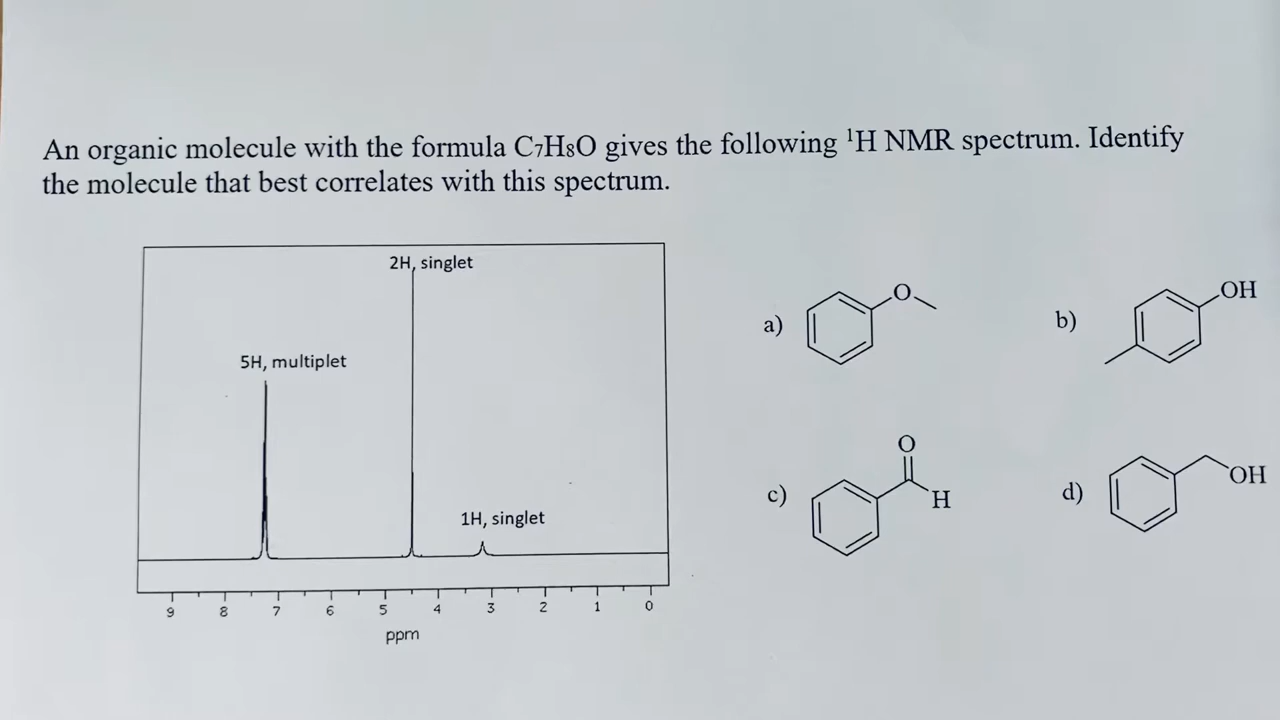 An organic molecule with the formula C₇H₈O gives the following ¹H NMR spectrum. Identify
the molecule that best correlates with this spectrum.
2H, singlet
5H, multiplet
1H, singlet
9 8 7 6 5 4 3 2 1 0
ppm
a) O
b) OH
c) O H
d) OH